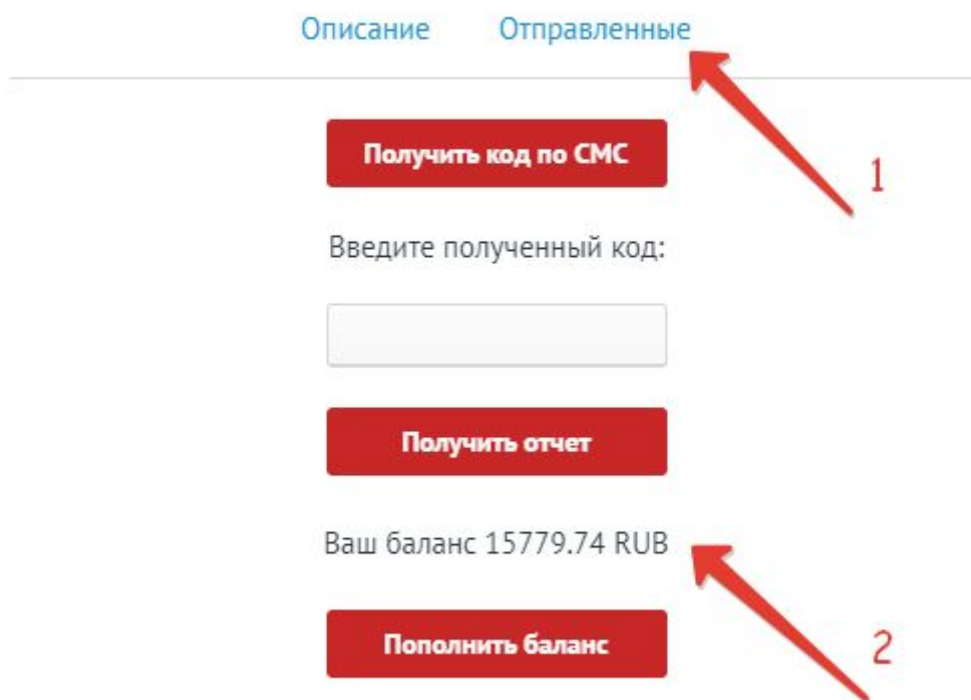 Описание Отправленные
Получить код по СМС
1
Введите полученный код:
Получить отчет
Ваш баланс 15779.74 RUB
Пополнить баланс
2